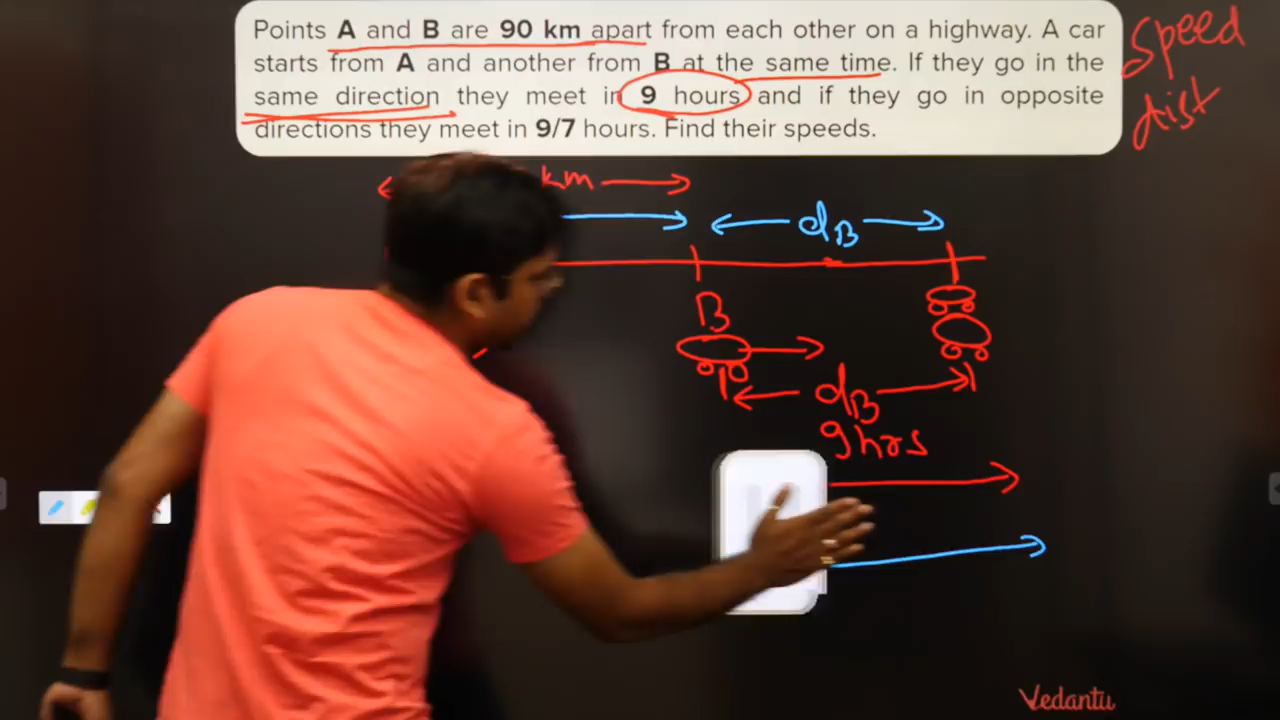 Points A and B are 90 km apart from each other on a highway. A car
starts from A and another from B at the same time. If they go in the
same direction they meet in 9 hours and if they go in opposite
directions they meet in 9/7 hours. Find their speeds.
Speed
dist
km
dB
B
dB
9hrs
Vedantu